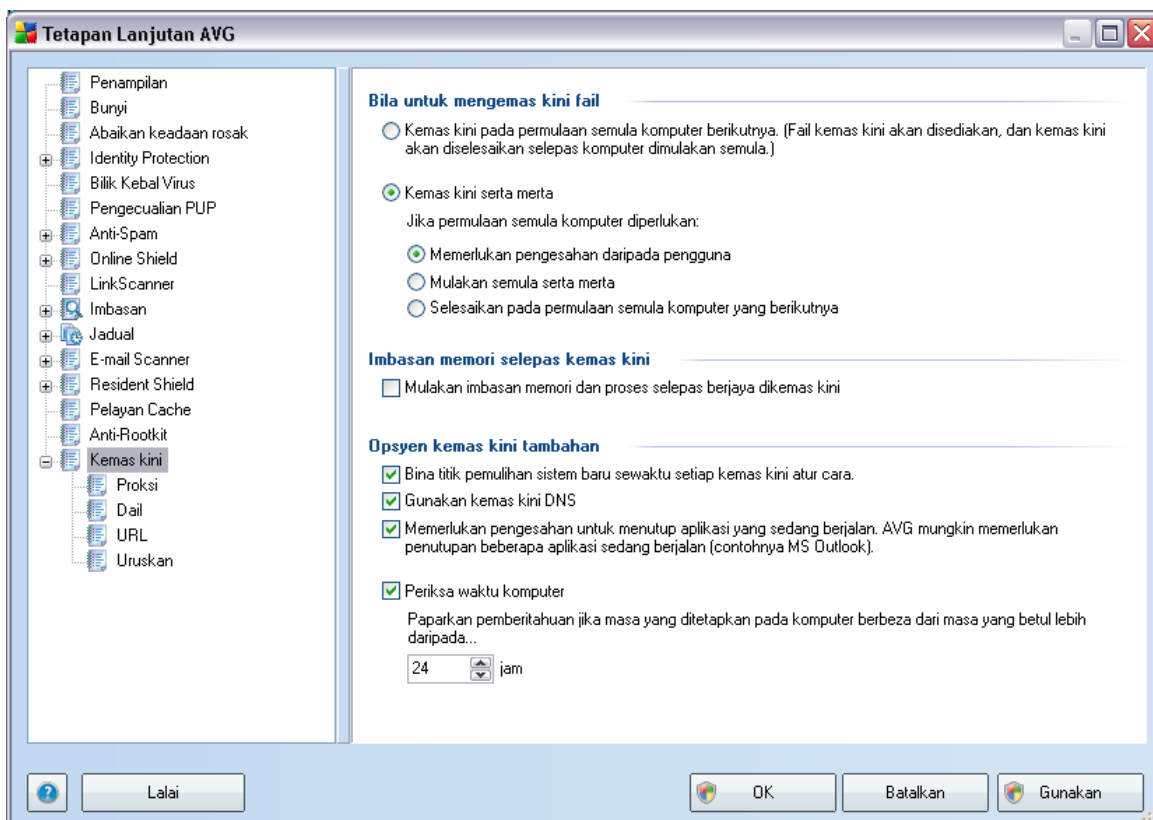 Tetapan Lanjutan AVG
Penampilan
Bunyi
Abaikan keadaan rosak
Identity Protection
Bilik Kebal Virus
Pengecualian PUP
Anti-Spam
Online Shield
LinkScanner
Imbasan
Jadual
E-mail Scanner
Resident Shield
Pelayan Cache
Anti-Rootkit
Kemas kini
Proksi
Dail
URL
Uruskan
Bila untuk mengemas kini fail
Kemas kini pada permulaan semula komputer berikutnya. (Fail kemas kini akan disediakan, dan kemas kini
akan diselesaikan selepas komputer dimulakan semula.)
Kemas kini serta merta
Jika permulaan semula komputer diperlukan:
Memerlukan pengesahan daripada pengguna
Mulakan semula serta merta
Selesaikan pada permulaan semula komputer yang berikutnya
Imbasan memori selepas kemas kini
Mulakan imbasan memori dan proses selepas berjaya dikemas kini
Opsyen kemas kini tambahan
Bina titik pemulihan sistem baru sewaktu setiap kemas kini atur cara.
Gunakan kemas kini DNS
Memerlukan pengesahan untuk menutup aplikasi yang sedang berjalan. AVG mungkin memerlukan
penutupan beberapa aplikasi sedang berjalan (contohnya MS Outlook).
Periksa waktu komputer
Paparkan pemberitahuan jika masa yang ditetapkan pada komputer berbeza dari masa yang betul lebih
daripada...
24 jam
Lalai
OK
Batalkan
Gunakan